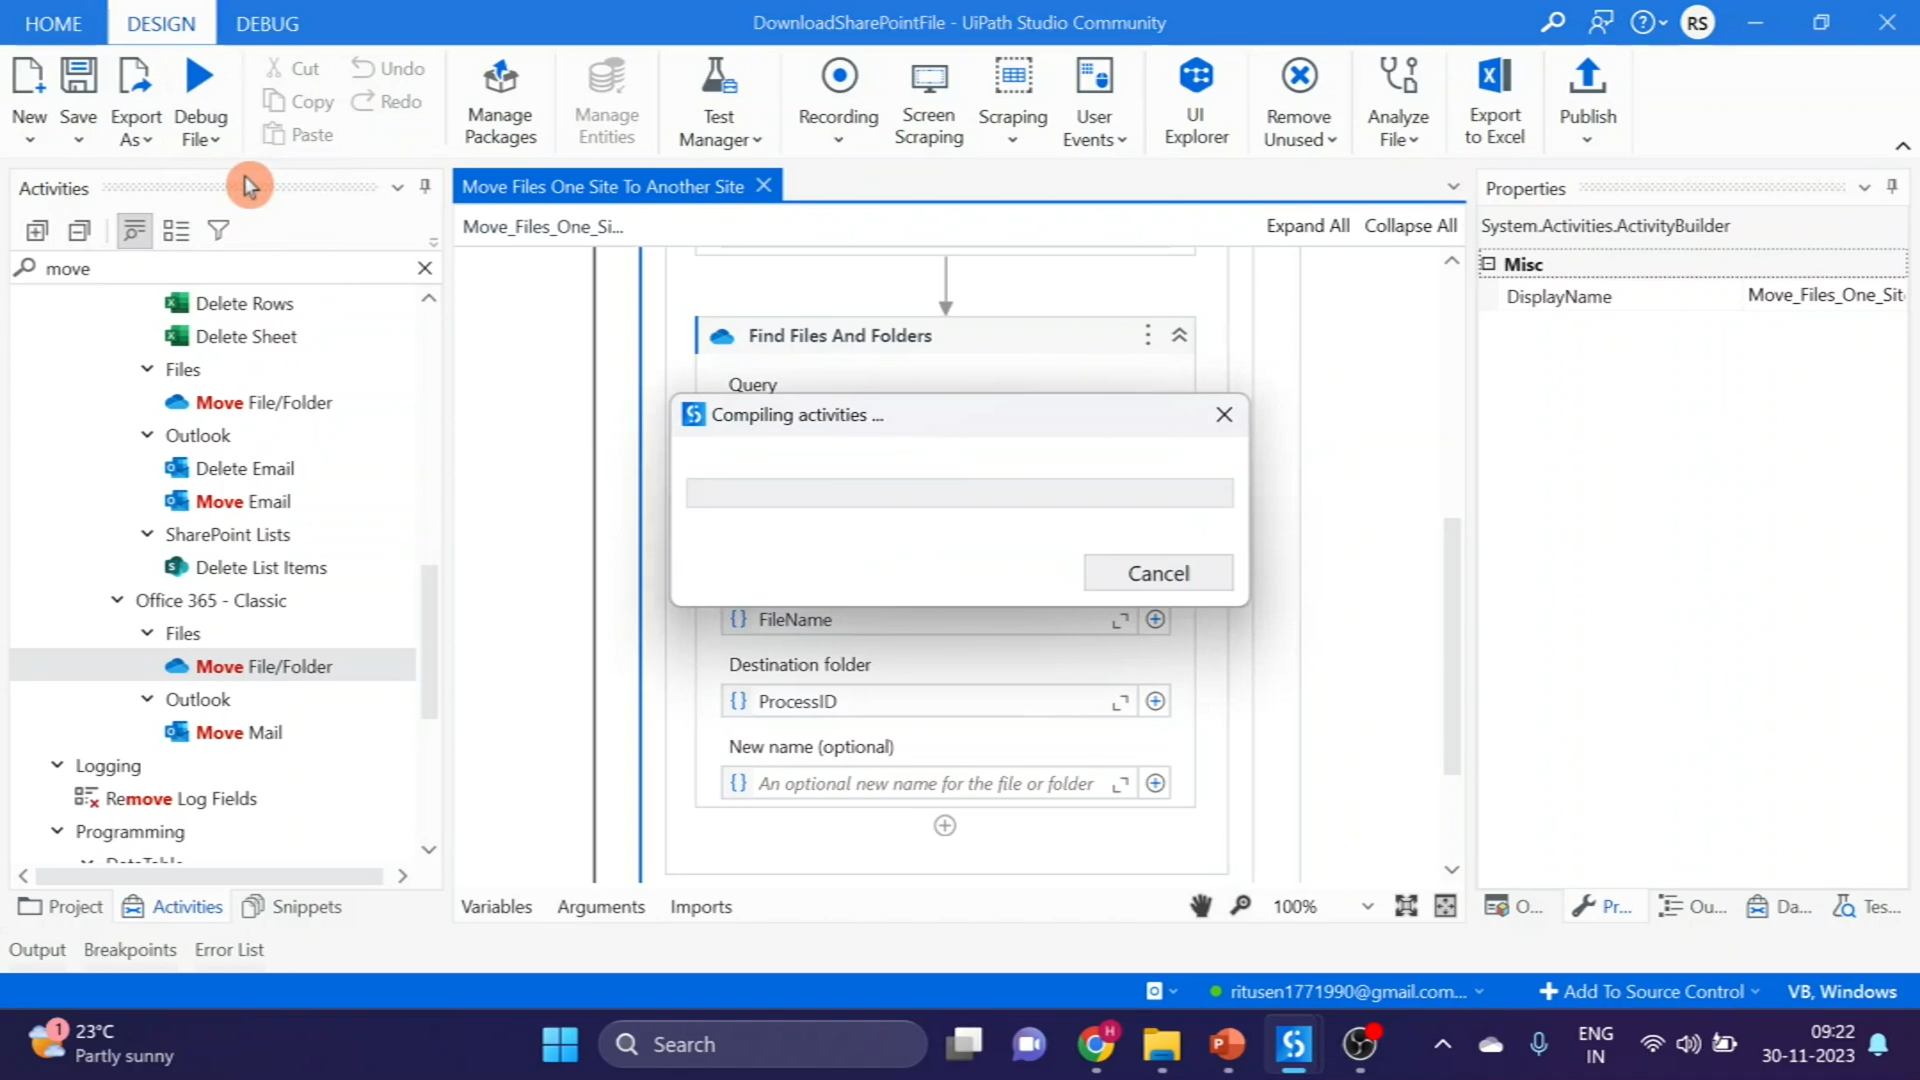 HOME
DESIGN
DEBUG
DownloadSharePointFile - UiPath Studio Community
RS
New
Save
Export As
Debug File
Cut
Copy
Paste
Undo
Redo
Manage Packages
Manage Entities
Test Manager
Recording
Screen Scraping
Scraping
User Events
UI Explorer
Remove Unused
Analyze File
Export to Excel
Publish
Activities
move
Delete Rows
Delete Sheet
Files
Move File/Folder
Outlook
Delete Email
Move Email
SharePoint Lists
Delete List Items
Office 365 - Classic
Files
Move File/Folder
Outlook
Move Mail
Logging
Remove Log Fields
Programming
DataTable
Project
Activities
Snippets
Move Files One Site To Another Site
Move_Files_One_Si...
Expand All
Collapse All
Find Files And Folders
Query
Compiling activities ...
Cancel
FileName
Destination folder
ProcessID
New name (optional)
An optional new name for the file or folder
Variables
Arguments
Imports
100%
Properties
System.Activities.ActivityBuilder
Misc
DisplayName
Move_Files_One_Sit
O...
Pr...
Ou...
Da...
Tes...
Output
Breakpoints
Error List
ritusen1771990@gmail.com...
Add To Source Control
VB, Windows
1
23°C
Partly sunny
Search
H
P
ENG
IN
09:22
30-11-2023